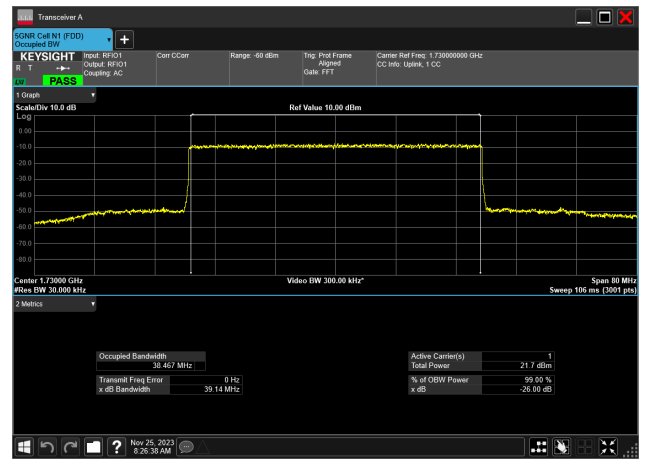 Transceiver A
5GNR Cell N1 (FDD)
Occupied BW
KEYSIGHT Input: RFIO1 Corr CCorr Range: -60 dBm Trig: Prot Frame Carrier Ref Freq: 1.730000000 GHz
R T Output: RFIO1 Aligned CC Info: Uplink, 1 CC
Coupling: AC Gate: FFT
PASS
1 Graph
Scale/Div 10.0 dB Ref Value 10.00 dBm
Log
0.00
-10.0
-20.0
-30.0
-40.0
-50.0
-60.0
-70.0
-80.0
Center 1.73000 GHz Video BW 300.00 kHz* Span 80 MHz
#Res BW 30.000 kHz Sweep 106 ms (3001 pts)
2 Metrics
Occupied Bandwidth Active Carrier(s) 1
38.467 MHz Total Power 21.7 dBm
Transmit Freq Error 0 Hz % of OBW Power 99.00 %
x dB Bandwidth 39.14 MHz x dB -26.00 dB
Nov 25, 2023
8:26:38 AM